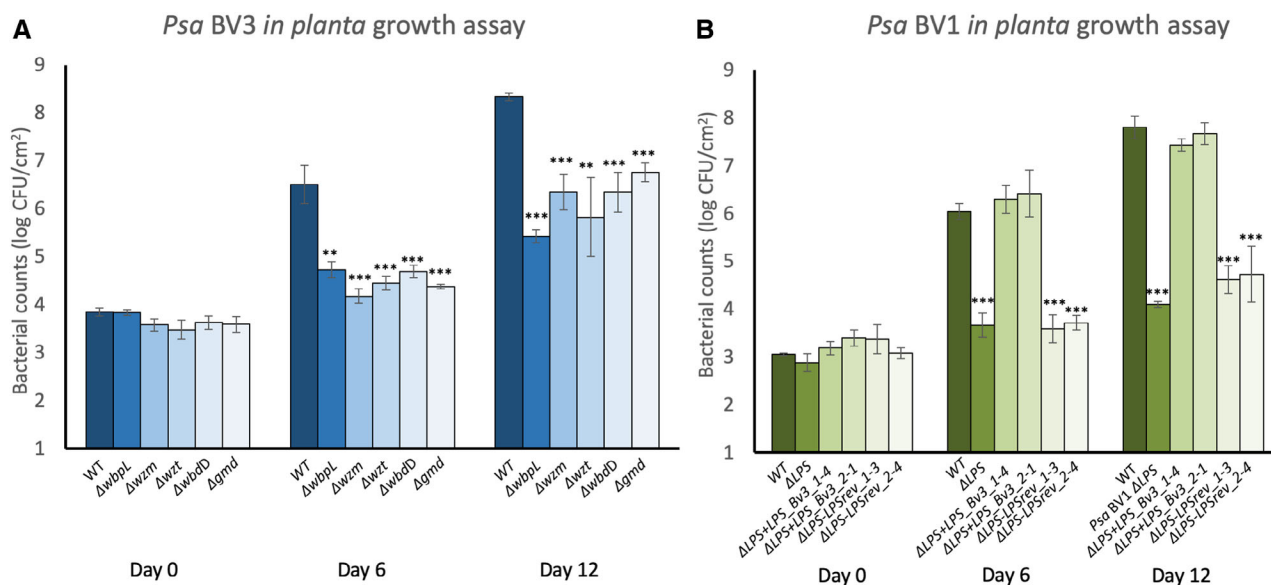 A
Psa BV3 in planta growth assay
Bacterial counts (log CFU/cm²)
9
8
7
6
5
4
3
2
1
** *** *** *** ***
*** *** ** *** ***
WT ΔwbpL Δwzm Δwzt ΔwbdD Δgmd
WT ΔwbpL Δwzm Δwzt ΔwbdD Δgmd
WT ΔwbpL Δwzm Δwzt ΔwbdD Δgmd
Day 0 Day 6 Day 12
B
Psa BV1 in planta growth assay
Bacterial counts (log CFU/cm²)
9
8
7
6
5
4
3
2
1
*** *** ***
*** *** ***
WT ΔLPS ΔLPS+LPS_Bv3_1-4 ΔLPS+LPS_Bv3_2-1 ΔLPS-LPSrev_1-3 ΔLPS-LPSrev_2-4
WT ΔLPS ΔLPS+LPS_Bv3_1-4 ΔLPS+LPS_Bv3_2-1 ΔLPS-LPSrev_1-3 ΔLPS-LPSrev_2-4
WT Psa BV1 ΔLPS ΔLPS+LPS_Bv3_1-4 ΔLPS+LPS_Bv3_2-1 ΔLPS-LPSrev_1-3 ΔLPS-LPSrev_2-4
Day 0 Day 6 Day 12